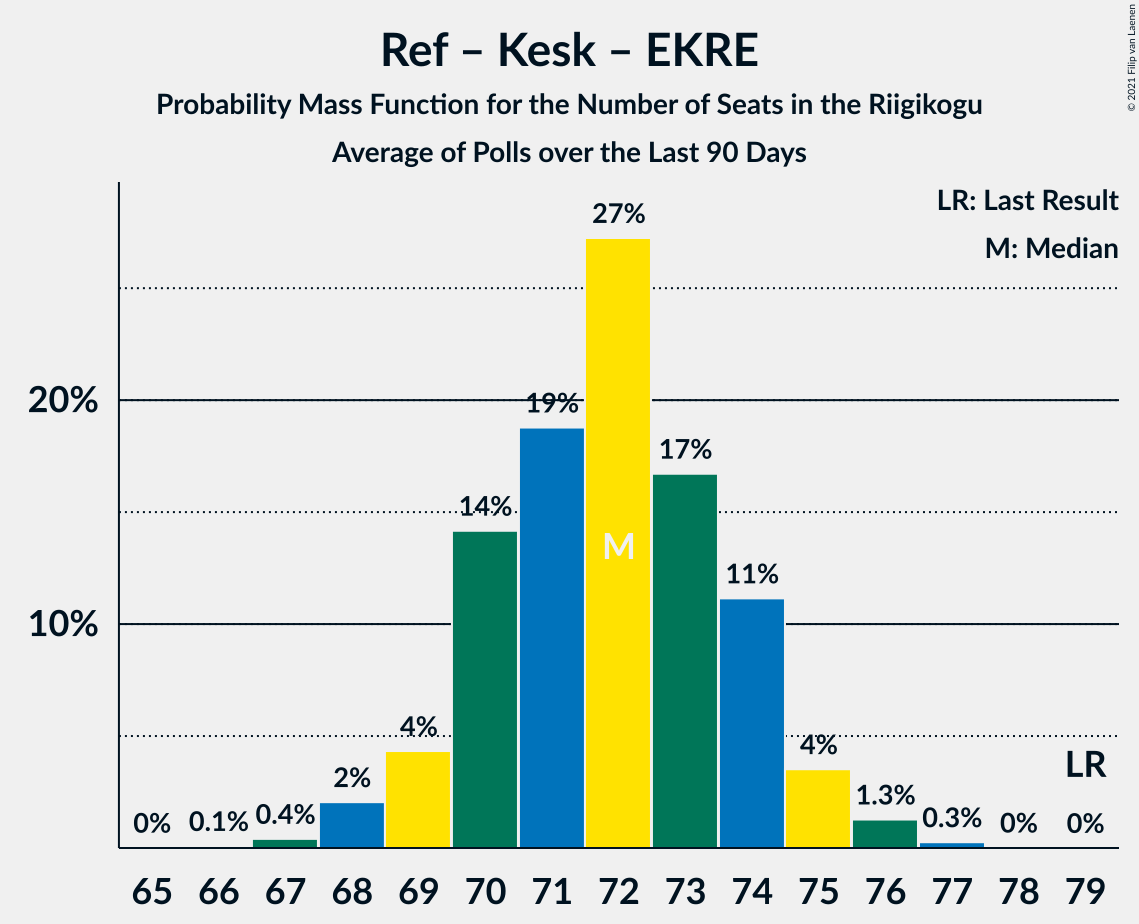 © 2021 Filip van Laenen
Ref – Kesk – EKRE
Probability Mass Function for the Number of Seats in the Riigikogu
Average of Polls over the Last 90 Days
LR: Last Result
M: Median
20%
10%
0% 0.1% 0.4% 2% 4% 14% 19% 27% 17% 11% 4% 1.3% 0.3% 0% 0%
M
LR
65 66 67 68 69 70 71 72 73 74 75 76 77 78 79